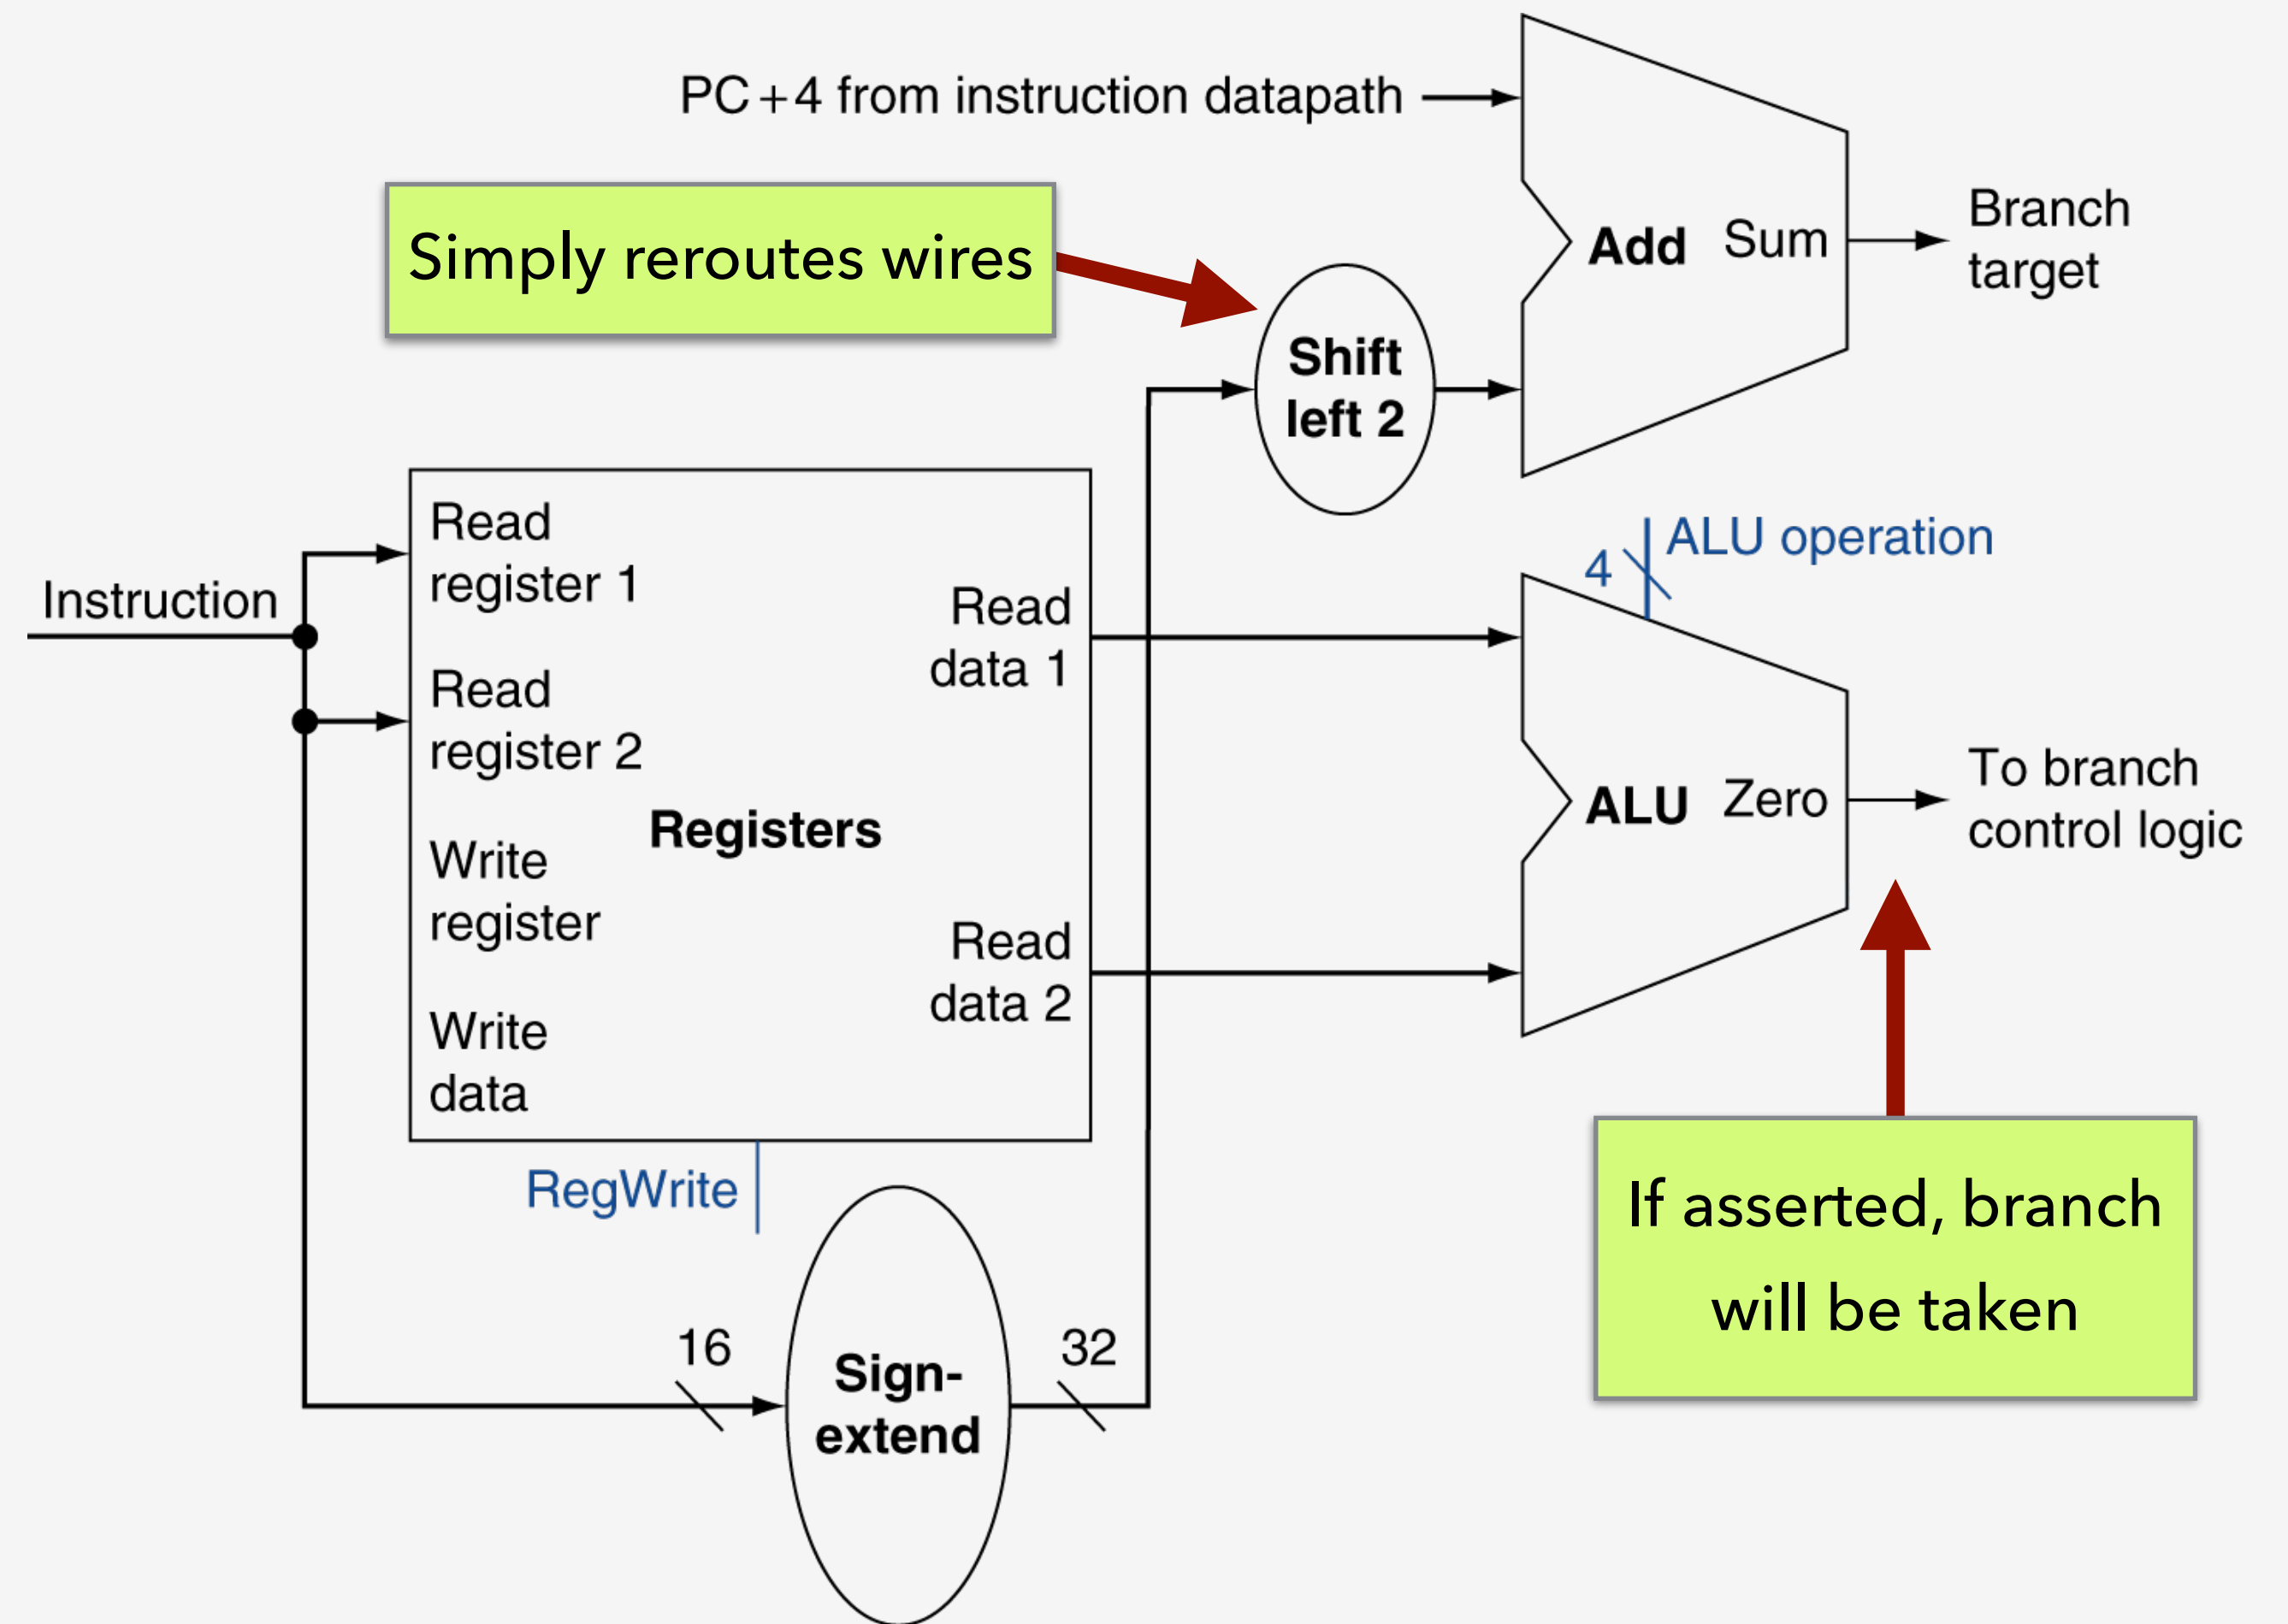 PC+4 from instruction datapath
Simply reroutes wires
Add Sum
Branch
target
Shift
left 2
ALU operation
4
Instruction
Read
register 1
Read
data 1
Read
register 2
Registers
ALU Zero
To branch
control logic
Write
register
Read
data 2
Write
data
RegWrite
If asserted, branch
will be taken
16
32
Sign-
extend